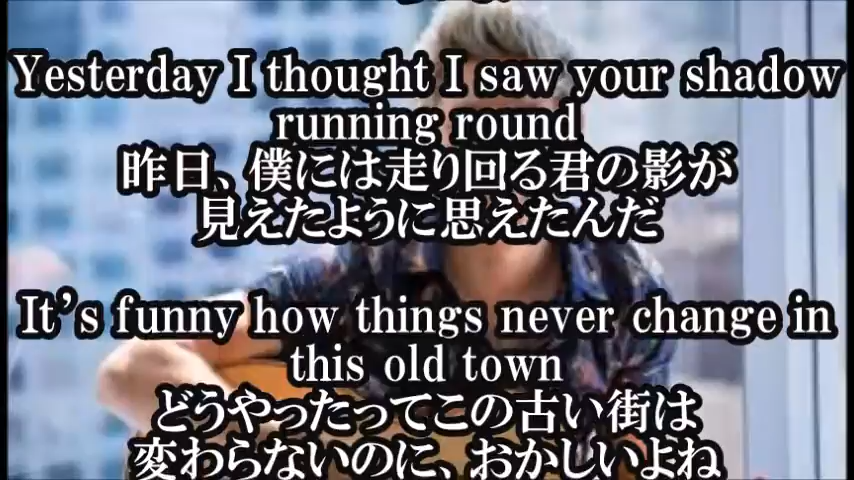 Yesterday I thought I saw your shadow
running round
昨日、僕には走り回る君の影が
見えたように思えたんだ
It's funny how things never change in
this old town
どうやったってこの古い街は
変わらないのに、おかしいよね